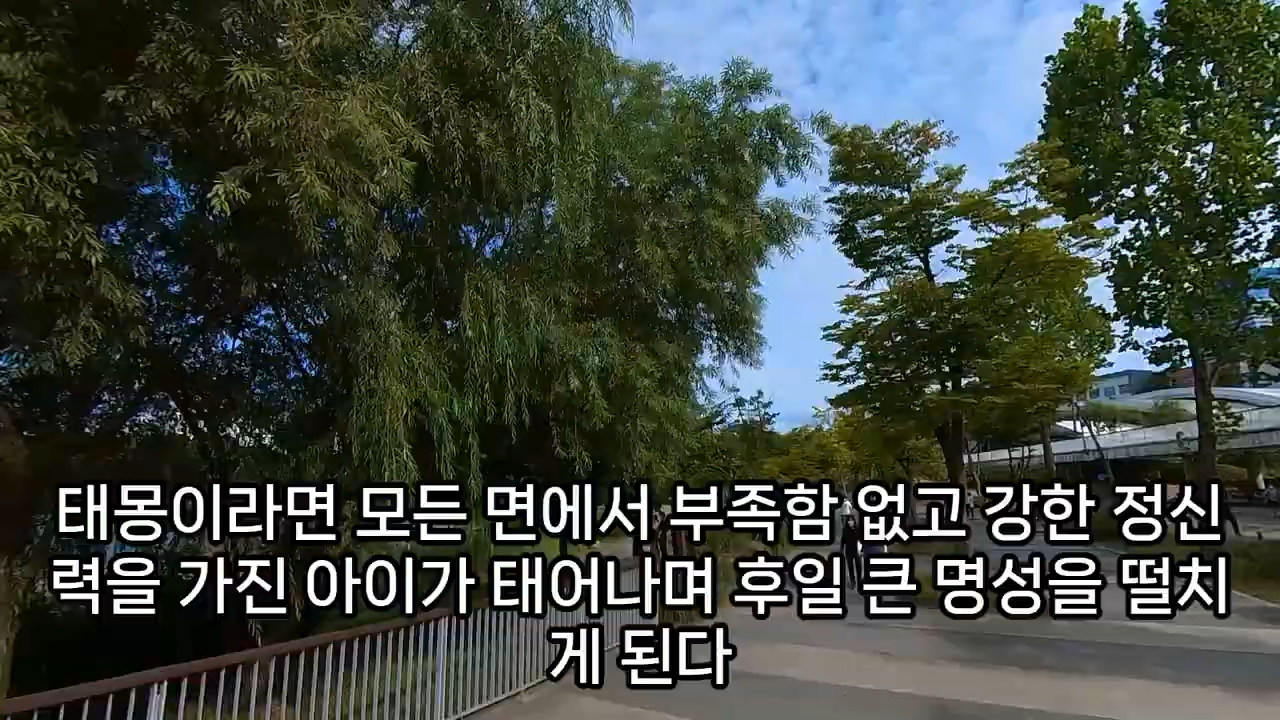 태몽이라면 모든 면에서 부족함 없고 강한 정신
력을 가진 아이가 태어나며 후일 큰 명성을 떨치
게 된다